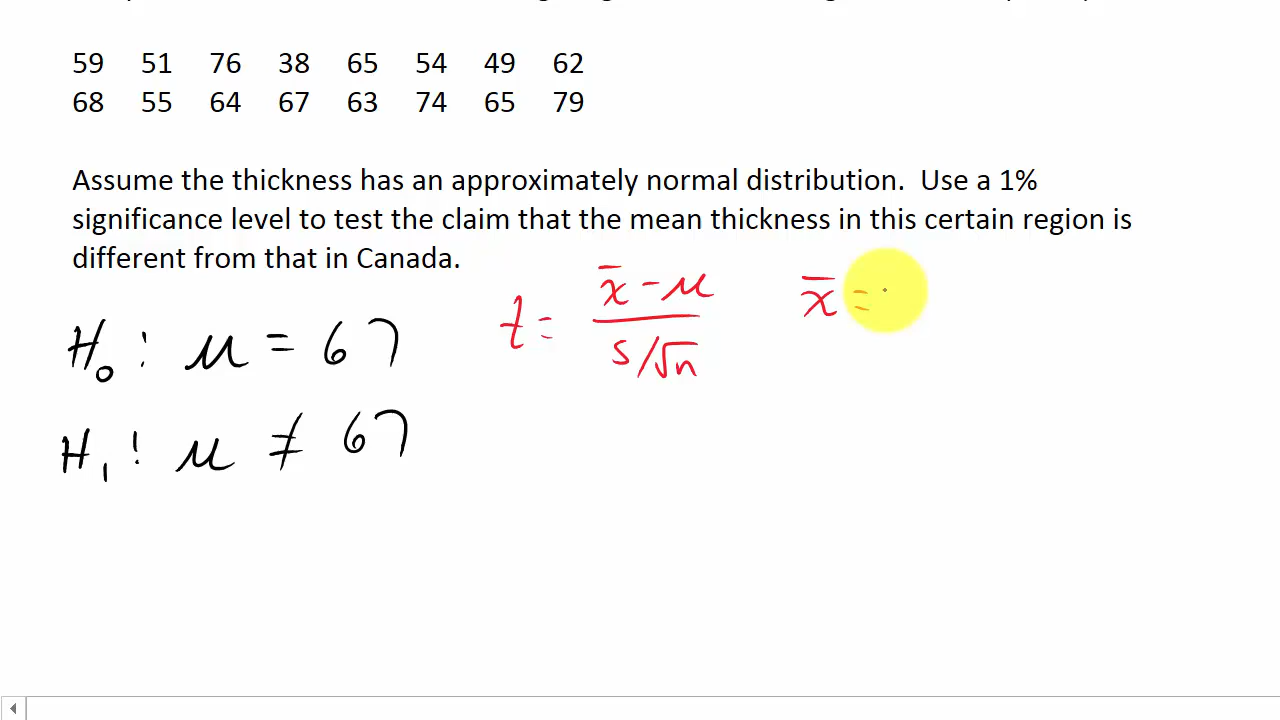 59 51 76 38 65 54 49 62
68 55 64 67 63 74 65 79
Assume the thickness has an approximately normal distribution. Use a 1%
significance level to test the claim that the mean thickness in this certain region is
different from that in Canada.
t = x̄ - μ / s/√n x̄ =
H₀ : μ = 67
H₁ : μ ≠ 67